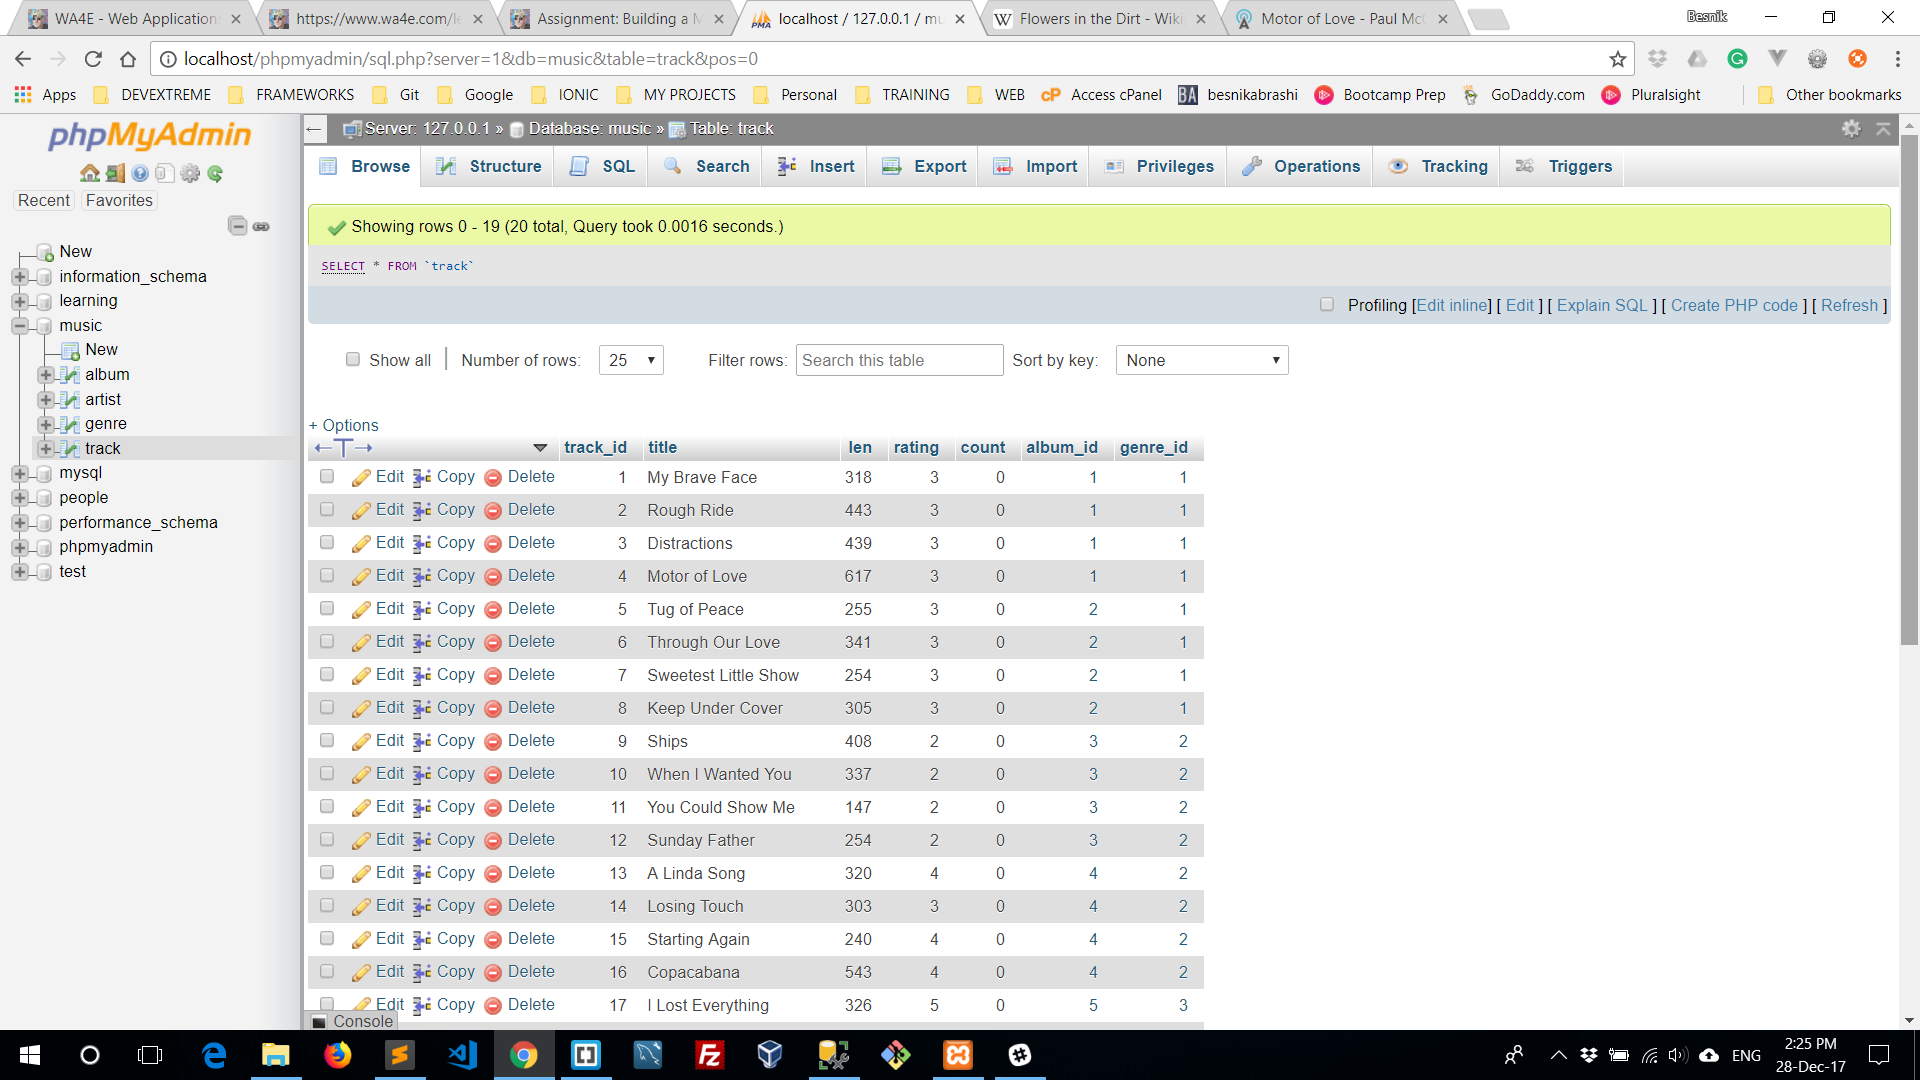 WA4E - Web Applications
https://www.wa4e.com/le
Assignment: Building a M
localhost / 127.0.0.1 / mu
Flowers in the Dirt - Wiki
Motor of Love - Paul McC
Besnik
localhost/phpmyadmin/sql.php?server=1&db=music&table=track&pos=0
Apps DEVEXTREME FRAMEWORKS Git Google IONIC MY PROJECTS Personal TRAINING WEB cP Access cPanel BA besnikabrashi Bootcamp Prep GoDaddy.com Pluralsight Other bookmarks
phpMyAdmin
Recent Favorites
New
information_schema
learning
music
New
album
artist
genre
track
mysql
people
performance_schema
phpmyadmin
test
Server: 127.0.0.1 » Database: music » Table: track
Browse Structure SQL Search Insert Export Import Privileges Operations Tracking Triggers
Showing rows 0 - 19 (20 total, Query took 0.0016 seconds.)
SELECT * FROM `track`
Profiling [Edit inline] [ Edit ] [ Explain SQL ] [ Create PHP code ] [ Refresh ]
Show all Number of rows: 25 Filter rows: Search this table Sort by key: None
+ Options
track_id title len rating count album_id genre_id
Edit Copy Delete 1 My Brave Face 318 3 0 1 1
Edit Copy Delete 2 Rough Ride 443 3 0 1 1
Edit Copy Delete 3 Distractions 439 3 0 1 1
Edit Copy Delete 4 Motor of Love 617 3 0 1 1
Edit Copy Delete 5 Tug of Peace 255 3 0 2 1
Edit Copy Delete 6 Through Our Love 341 3 0 2 1
Edit Copy Delete 7 Sweetest Little Show 254 3 0 2 1
Edit Copy Delete 8 Keep Under Cover 305 3 0 2 1
Edit Copy Delete 9 Ships 408 2 0 3 2
Edit Copy Delete 10 When I Wanted You 337 2 0 3 2
Edit Copy Delete 11 You Could Show Me 147 2 0 3 2
Edit Copy Delete 12 Sunday Father 254 2 0 3 2
Edit Copy Delete 13 A Linda Song 320 4 0 4 2
Edit Copy Delete 14 Losing Touch 303 3 0 4 2
Edit Copy Delete 15 Starting Again 240 4 0 4 2
Edit Copy Delete 16 Copacabana 543 4 0 4 2
Edit Copy Delete 17 I Lost Everything 326 5 0 5 3
Console
ENG
2:25 PM
28-Dec-17